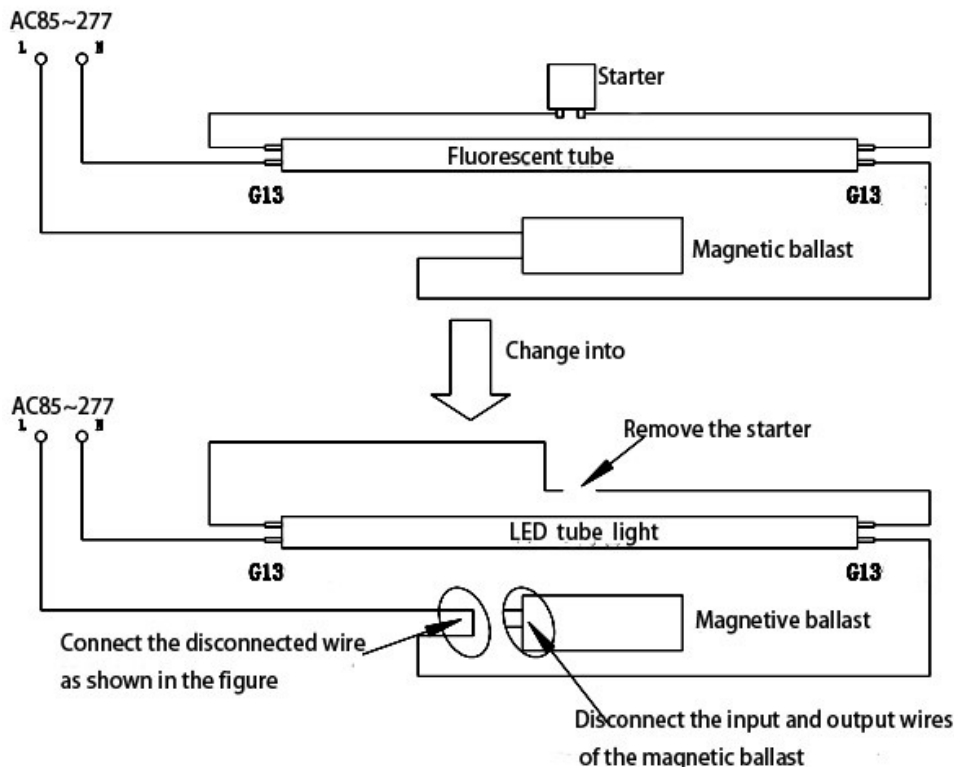 AC85~277
L N
Starter
Fluorescent tube
G13 G13
Magnetic ballast
Change into
AC85~277
L N
Remove the starter
LED tube light
G13 G13
Magnetive ballast
Connect the disconnected wire
as shown in the figure
Disconnect the input and output wires
of the magnetic ballast